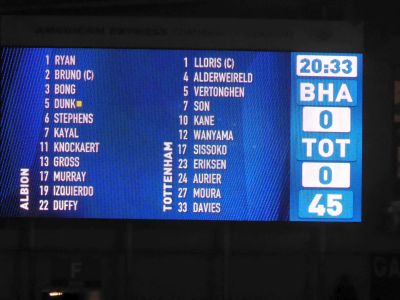 AMERICAN EXPRESS
1 RYAN
2 BRUNO (C)
3 BONG
5 DUNK
6 STEPHENS
7 KAYAL
11 KNOCKAERT
13 GROSS
17 MURRAY
19 IZQUIERDO
22 DUFFY
ALBION
1 LLORIS (C)
4 ALDERWEIRELD
5 VERTONGHEN
7 SON
10 KANE
12 WANYAMA
17 SISSOKO
23 ERIKSEN
24 AURIER
27 MOURA
33 DAVIES
TOTTENHAM
20:33
BHA
0
TOT
0
45
F